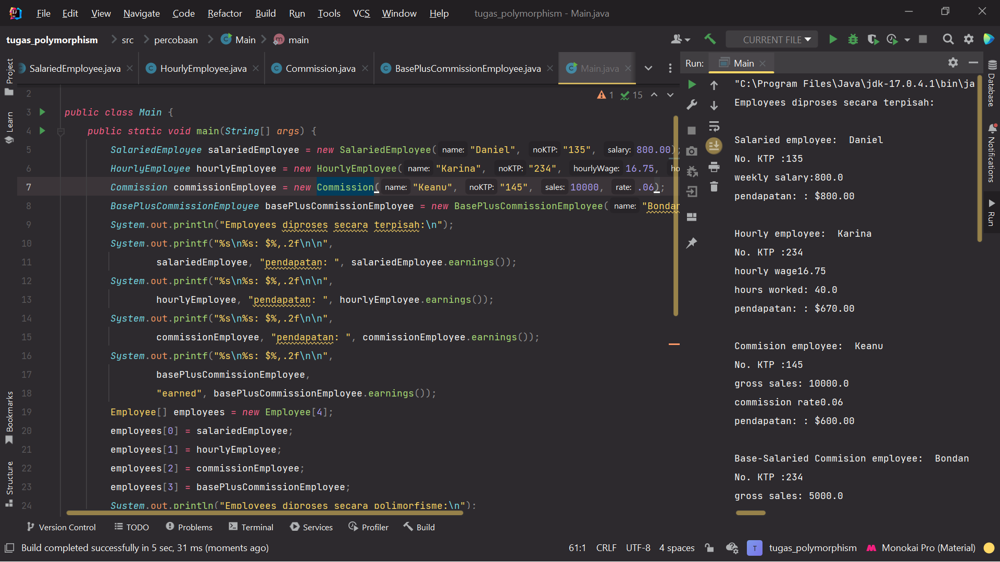 File Edit View Navigate Code Refactor Build Run Tools VCS Window Help tugas_polymorphism - Main.java
tugas_polymorphism src percobaan Main main CURRENT FILE
SalariedEmployee.java HourlyEmployee.java Commission.java BasePlusCommissionEmployee.java Main.java
Project
Learn
Bookmarks
Structure
1 15
2
3 public class Main {
4 public static void main(String[] args) {
5 SalariedEmployee salariedEmployee = new SalariedEmployee( name: "Daniel", noKTP: "135", salary: 800.00);
6 HourlyEmployee hourlyEmployee = new HourlyEmployee( name: "Karina", noKTP: "234", hourlyWage: 16.75, ho
7 Commission commissionEmployee = new Commission( name: "Keanu", noKTP: "145", sales: 10000, rate: .06);
8 BasePlusCommissionEmployee basePlusCommissionEmployee = new BasePlusCommissionEmployee( name: "Bondan
9 System.out.println("Employees diproses secara terpisah:\n");
10 System.out.printf("%s\n%s: $%,.2f\n\n",
11 salariedEmployee, "pendapatan: ", salariedEmployee.earnings());
12 System.out.printf("%s\n%s: $%,.2f\n\n",
13 hourlyEmployee, "pendapatan: ", hourlyEmployee.earnings());
14 System.out.printf("%s\n%s: $%,.2f\n\n",
15 commissionEmployee, "pendapatan: ", commissionEmployee.earnings());
16 System.out.printf("%s\n%s: $%,.2f\n\n",
17 basePlusCommissionEmployee,
18 "earned", basePlusCommissionEmployee.earnings());
19 Employee[] employees = new Employee[4];
20 employees[0] = salariedEmployee;
21 employees[1] = hourlyEmployee;
22 employees[2] = commissionEmployee;
23 employees[3] = basePlusCommissionEmployee;
24 System.out.println("Employees diproses secara polimorfisme:\n");
Run: Main
"C:\Program Files\Java\jdk-17.0.4.1\bin\ja
Employees diproses secara terpisah:
Salaried employee:  Daniel
No. KTP :135
weekly salary:800.0
pendapatan: : $800.00
Hourly employee:  Karina
No. KTP :234
hourly wage16.75
hours worked: 40.0
pendapatan: : $670.00
Commision employee:  Keanu
No. KTP :145
gross sales: 10000.0
commission rate0.06
pendapatan: : $600.00
Base-Salaried Commision employee:  Bondan
No. KTP :234
gross sales: 5000.0
Database
Notifications
Run
Version Control TODO Problems Terminal Services Profiler Build
Build completed successfully in 5 sec, 31 ms (moments ago) 61:1 CRLF UTF-8 4 spaces T tugas_polymorphism Monokai Pro (Material)